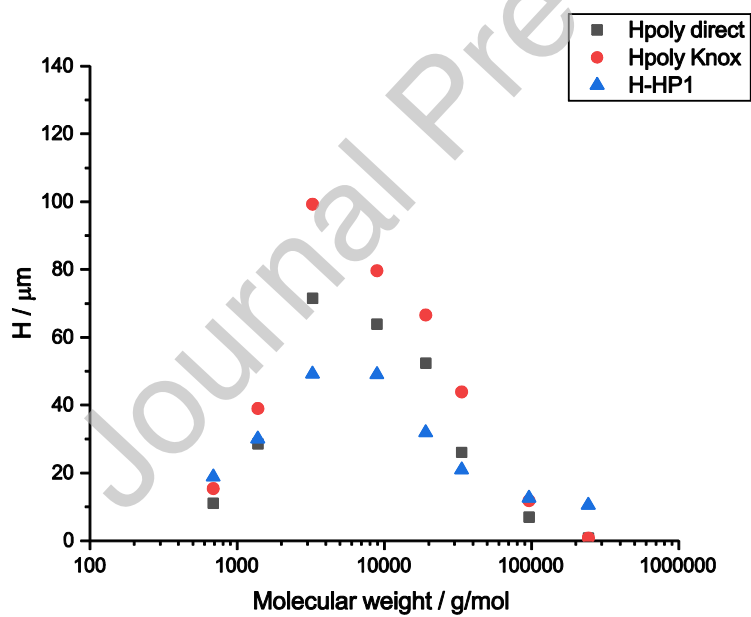 Hpoly direct
Hpoly Knox
H-HP1
140
120
100
80
60
40
20
0
H / μm
100
1000
10000
100000
1000000
Molecular weight / g/mol
Journal Pre